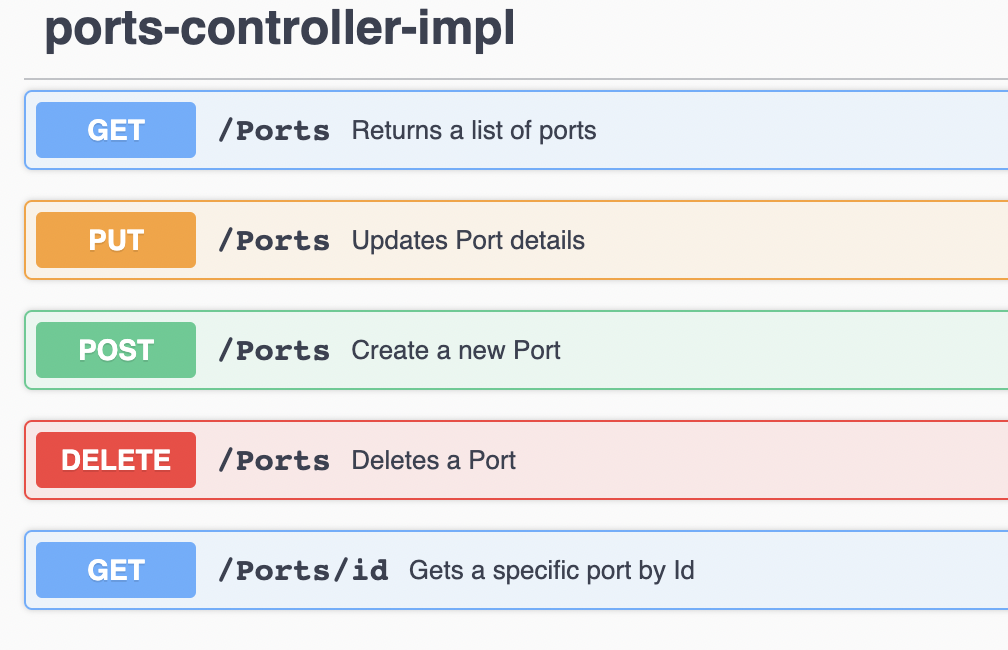 ports-controller-impl
GET /Ports Returns a list of ports
PUT /Ports Updates Port details
POST /Ports Create a new Port
DELETE /Ports Deletes a Port
GET /Ports/id Gets a specific port by Id